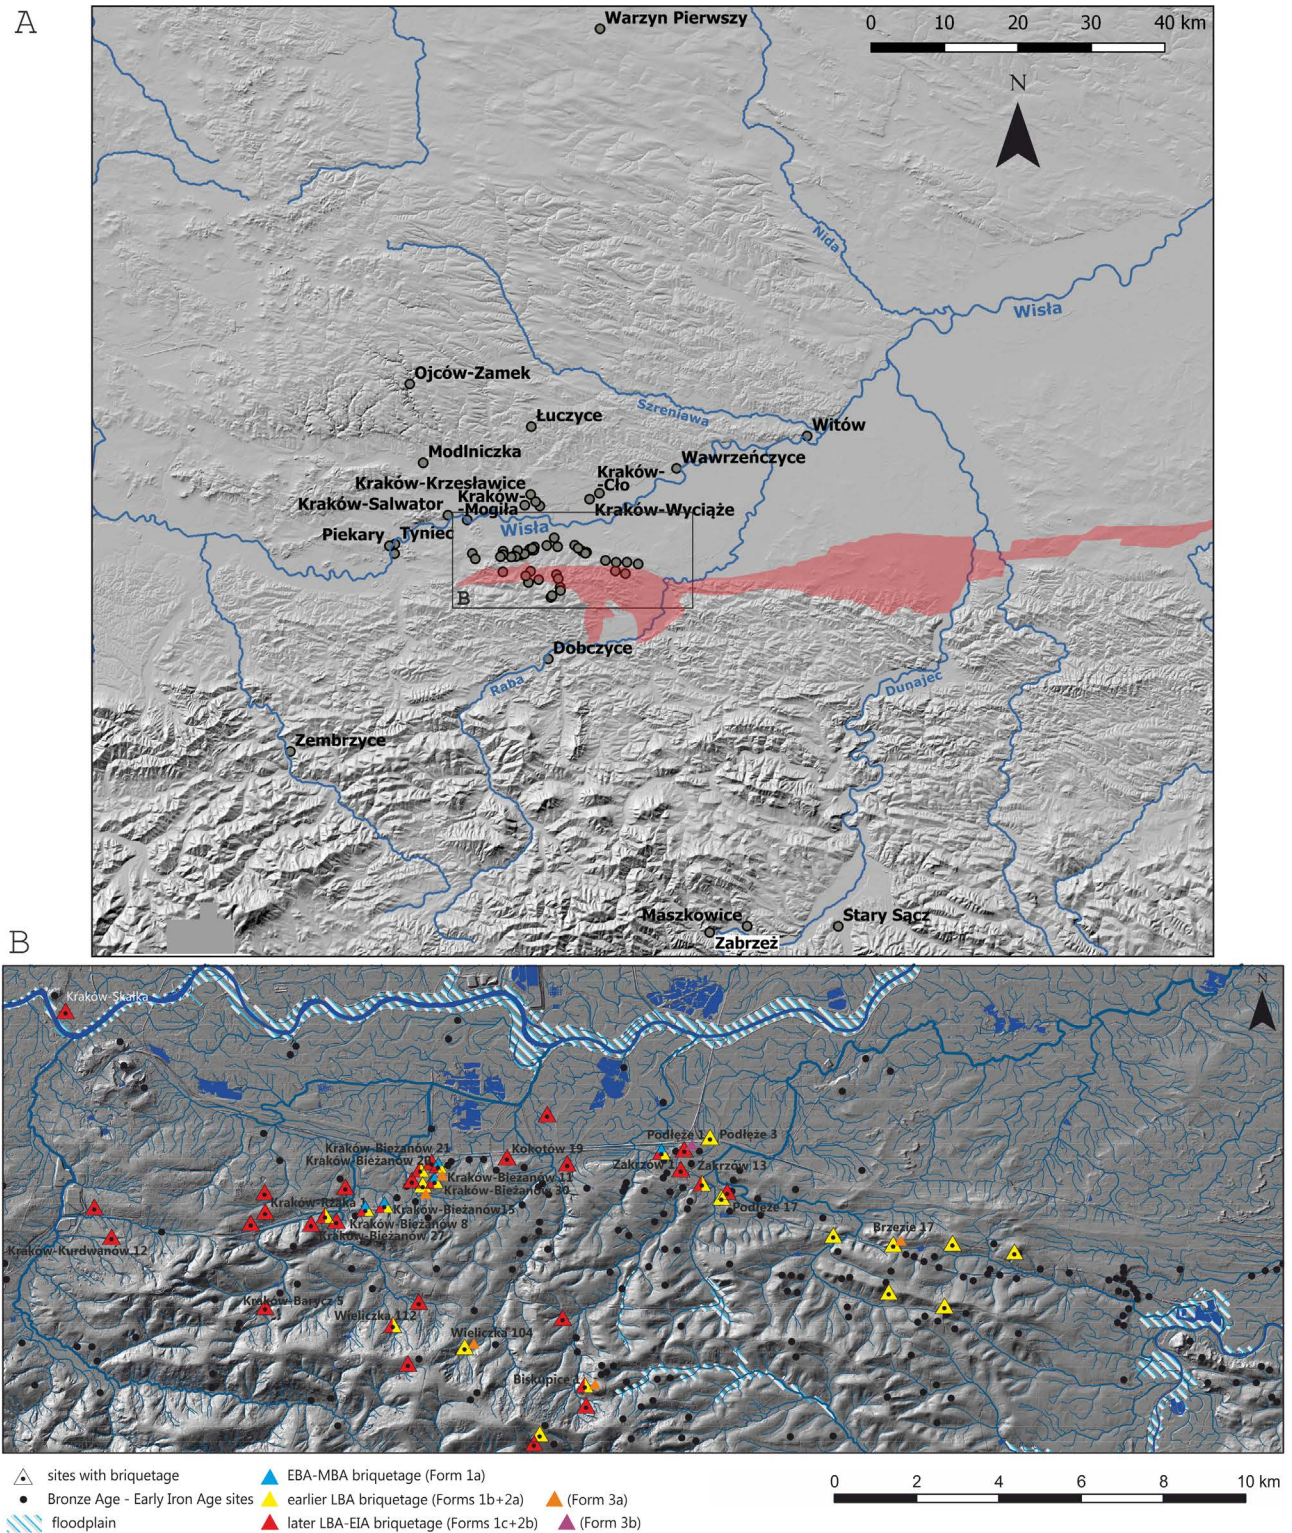 A
Warzyn Pierwszy
0 10 20 30 40 km
N
Nida
Wisła
Ojców-Zamek
Łuczyce
Szreniawa
Witów
Modlniczka
Wawrzeńczyce
Kraków-
-Cło
Kraków-Krzesławice
Kraków-
-Mogiła
Kraków-Salwator
Kraków-Wyciąże
Piekary
Tyniec
Wisła
B
Dobczyce
Raba
Dunajec
Zembrzyce
Maszkowice
Stary Sącz
Zabrzeż
B
N
Kraków-Skałka
Kraków-Bieżanów 21
Kraków-Bieżanów 20
Kokotów 19
Podłęże 1
Podłęże 3
Zakrzów 1
Zakrzów 13
Kraków-Bieżanów 11
Kraków-Bieżanów 30
Kraków-Rżąka 1
Kraków-Bieżanów15
Podłęże 17
Kraków-Bieżanów 8
Kraków-Bieżanów 27
Brzezie 17
Kraków-Kurdwanów 12
Kraków-Barycz 5
Wieliczka 112
Wieliczka 104
Biskupice 1
sites with briquetage
Bronze Age - Early Iron Age sites
floodplain
EBA-MBA briquetage (Form 1a)
earlier LBA briquetage (Forms 1b+2a)
(Form 3a)
later LBA-EIA briquetage (Forms 1c+2b)
(Form 3b)
0 2 4 6 8 10 km